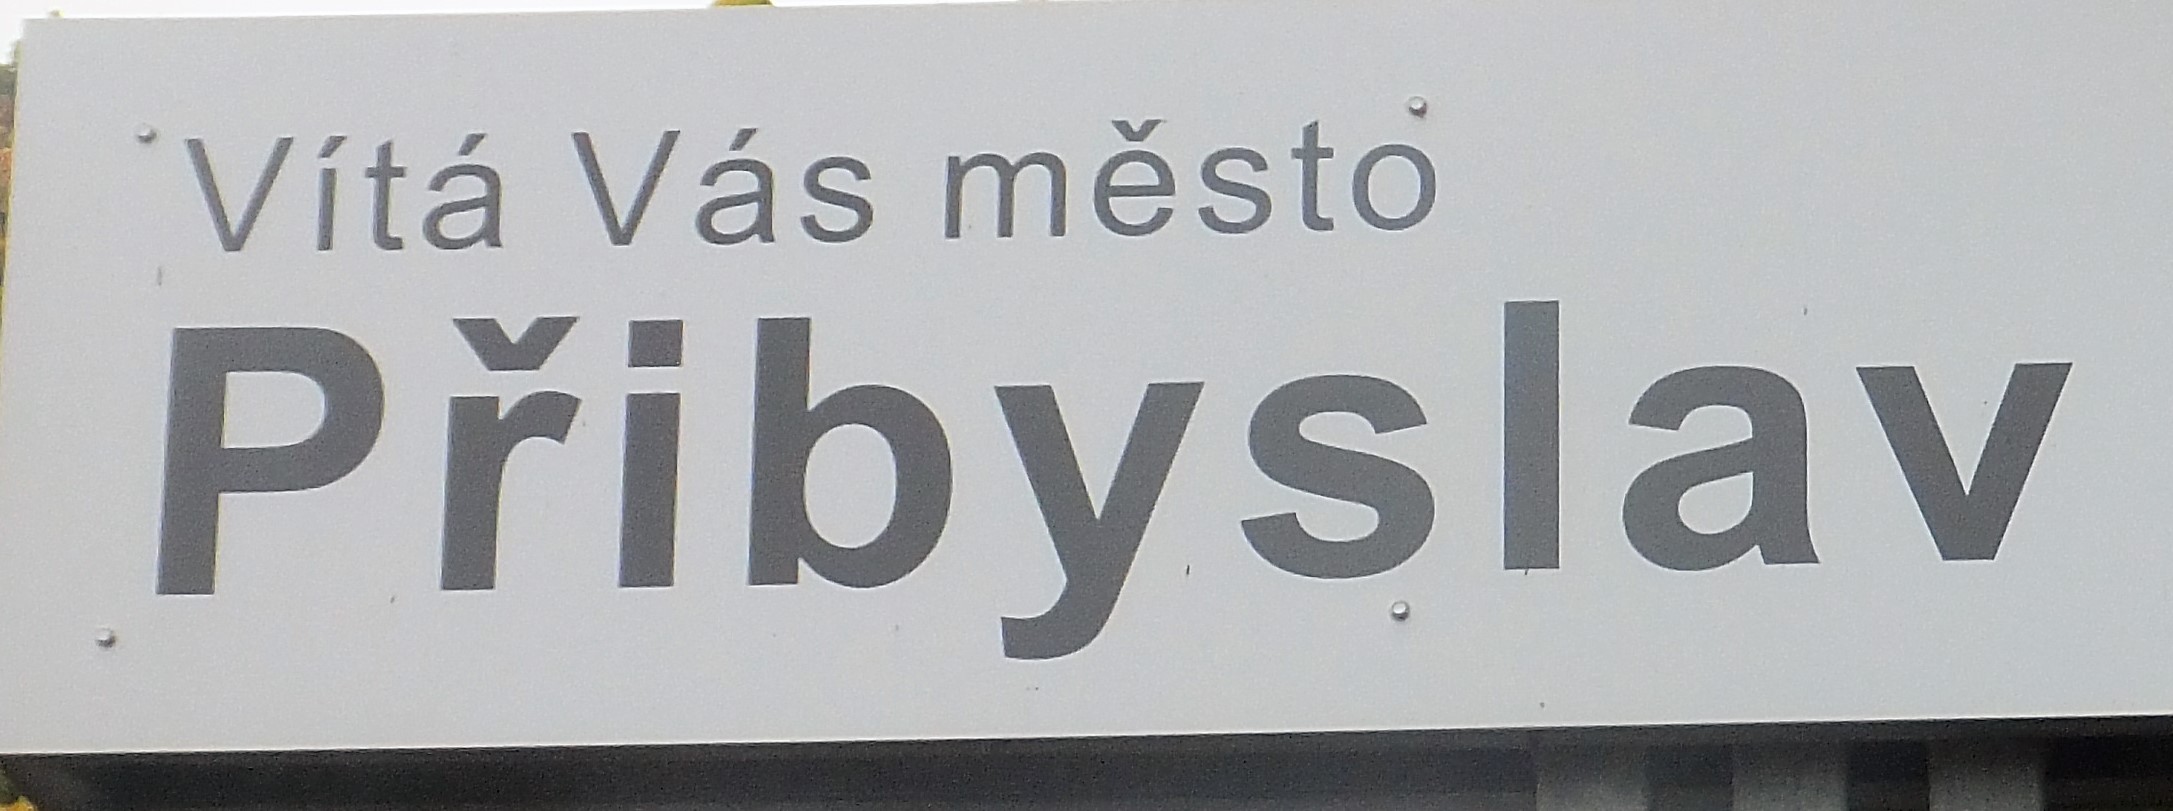 Vítá Vás město
Přibyslav